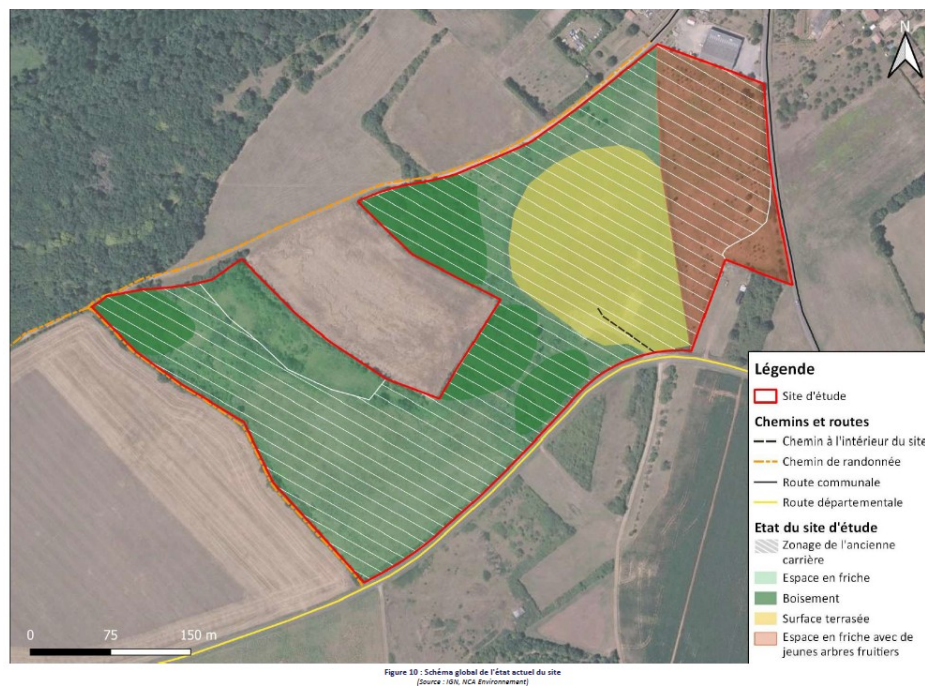 N
Légende
Site d'étude
Chemins et routes
Chemin à l'intérieur du site
Chemin de randonnée
Route communale
Route départementale
Etat du site d'étude
Zonage de l'ancienne
carrière
Espace en friche
Boisement
Surface terrasée
Espace en friche avec de
jeunes arbres fruitiers
0 75 150 m
Figure 10 : Schéma global de l'état actuel du site
(Source : IGN, NCA Environnement)